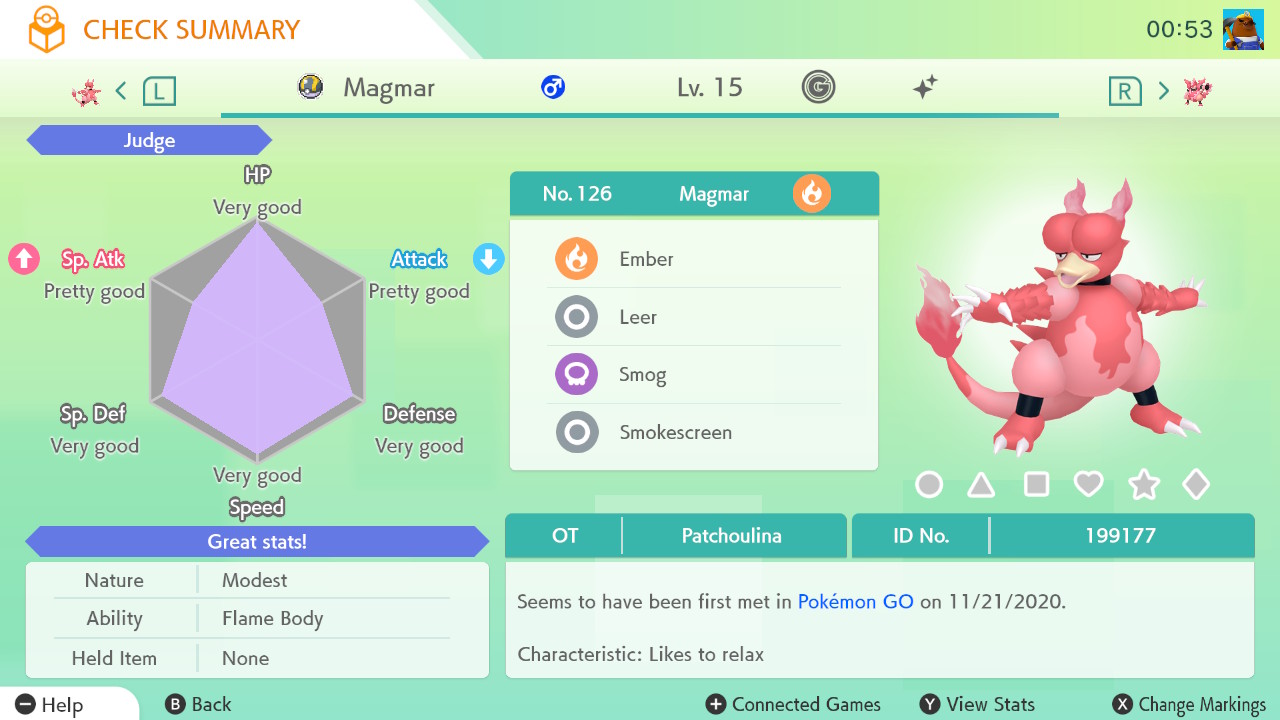 CHECK SUMMARY
00:53
L
Magmar
Lv. 15
G
R
Judge
HP
Very good
Sp. Atk
Pretty good
Attack
Pretty good
Sp. Def
Very good
Defense
Very good
Very good
Speed
Great stats!
Nature Modest
Ability Flame Body
Held Item None
No. 126 Magmar
Ember
Leer
Smog
Smokescreen
OT Patchoulina ID No. 199177
Seems to have been first met in Pokémon GO on 11/21/2020.
Characteristic: Likes to relax
Help
B Back
Connected Games
Y View Stats
X Change Markings